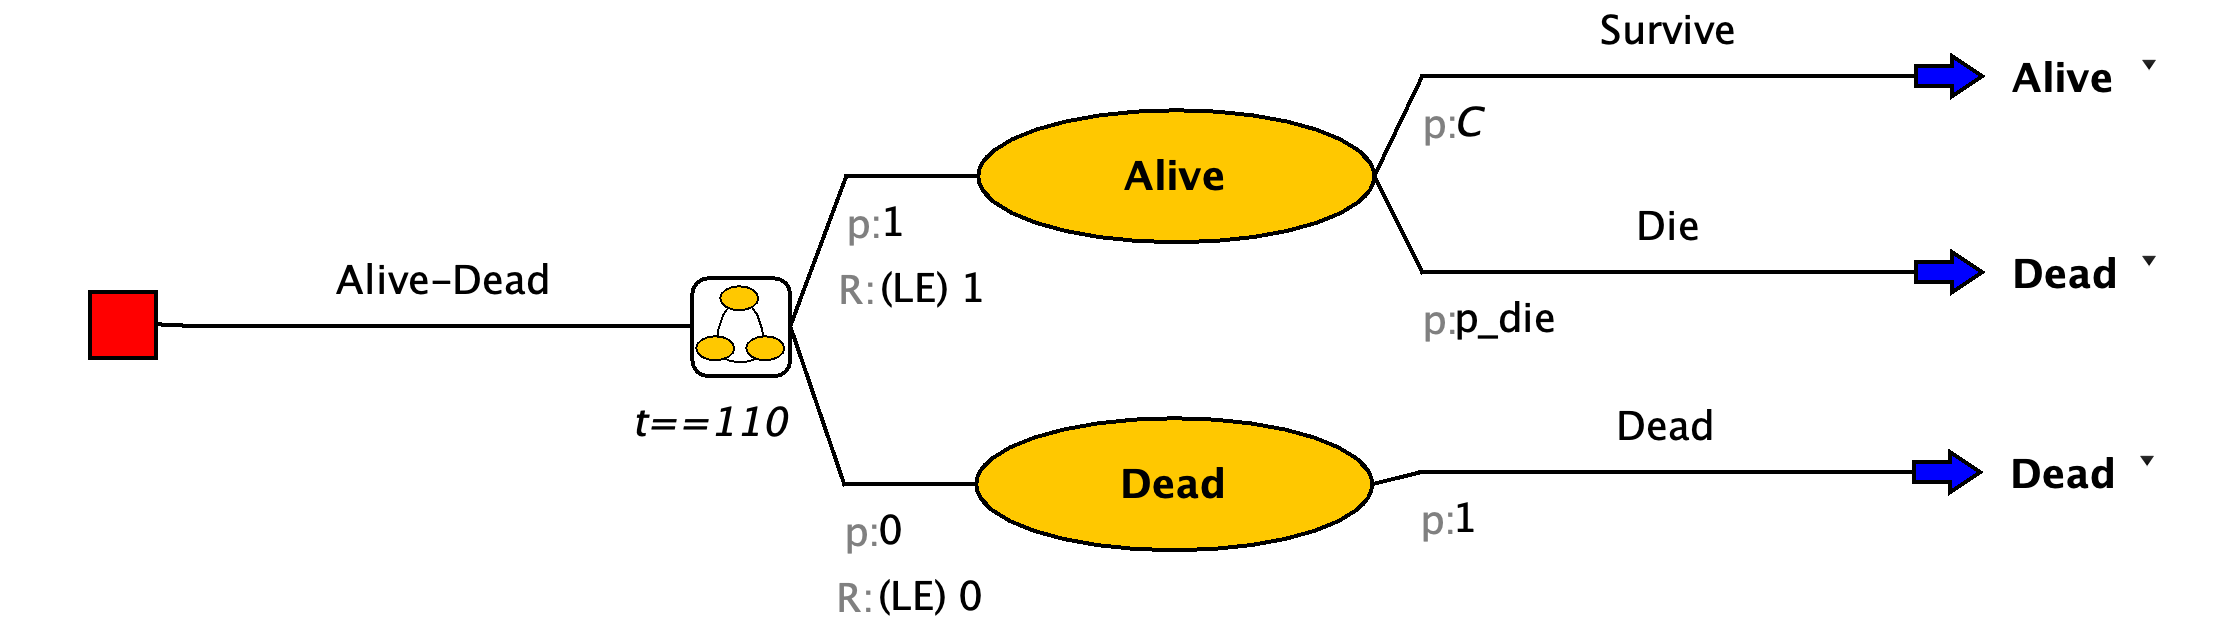 Survive
Alive
p:C
Alive
p:1
Die
Dead
Alive-Dead
R:(LE) 1
p:p_die
t==110
Dead
Dead
Dead
p:0
p:1
R:(LE) 0